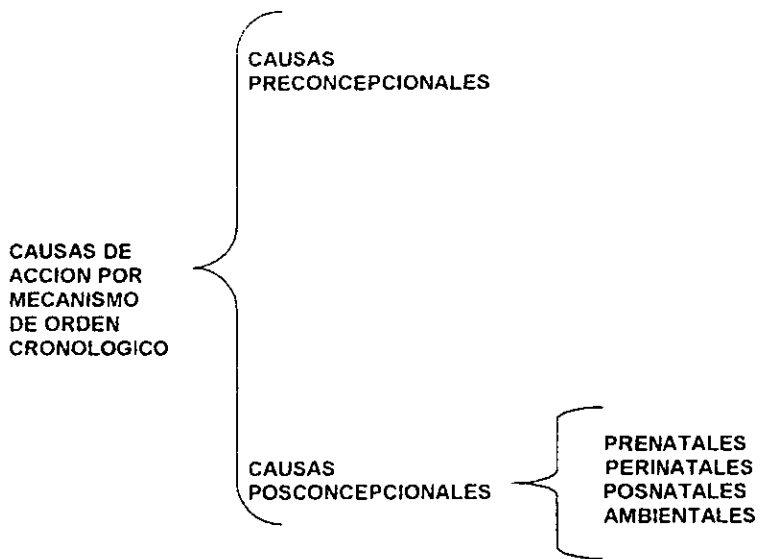 CAUSAS DE
ACCION POR
MECANISMO
DE ORDEN
CRONOLOGICO
CAUSAS
PRECONCEPCIONALES
CAUSAS
POSCONCEPCIONALES
PRENATALES
PERINATALES
POSNATALES
AMBIENTALES